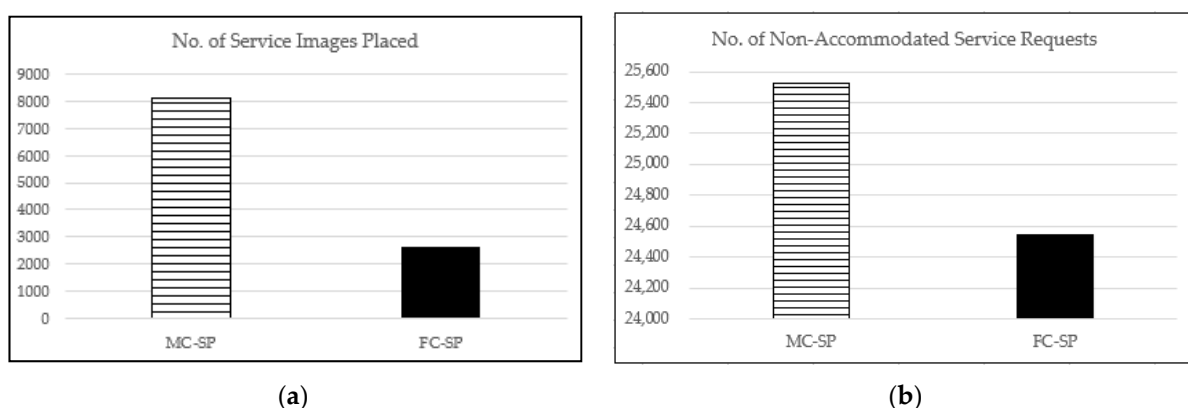 No. of Service Images Placed
9000
8000
7000
6000
5000
4000
3000
2000
1000
0
MC-SP
FC-SP
(a)
No. of Non-Accommodated Service Requests
25,600
25,400
25,200
25,000
24,800
24,600
24,400
24,200
24,000
MC-SP
FC-SP
(b)